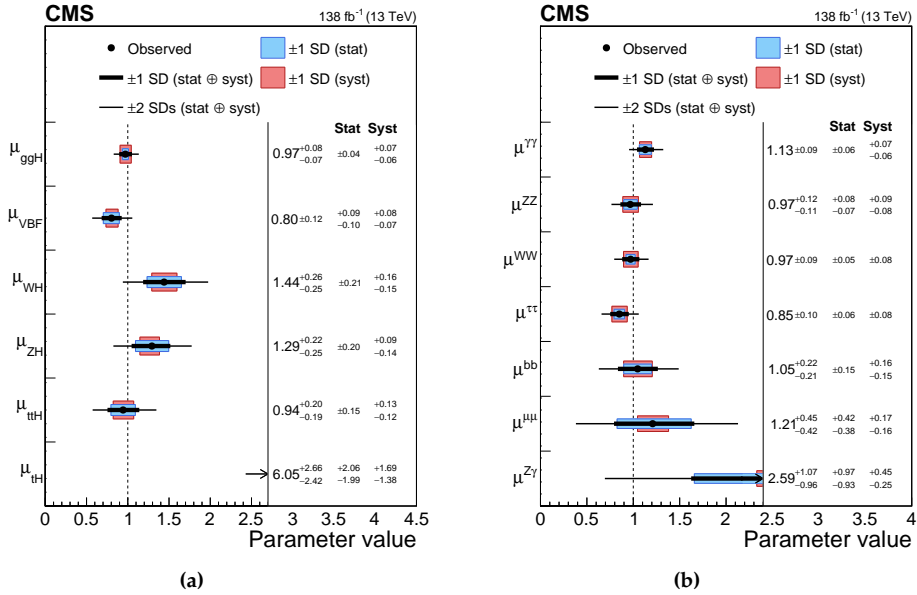 CMS 138 fb⁻¹ (13 TeV)
Observed ±1 SD (stat)
±1 SD (stat ⊕ syst) ±1 SD (syst)
±2 SDs (stat ⊕ syst)
Stat Syst
μggH 0.97 +0.08 −0.07 ±0.04 +0.07 −0.06
μVBF 0.80 ±0.12 +0.09 −0.10 +0.08 −0.07
μWH 1.44 +0.26 −0.25 ±0.21 +0.16 −0.15
μZH 1.29 +0.22 −0.25 ±0.20 +0.09 −0.14
μttH 0.94 +0.20 −0.19 ±0.15 +0.13 −0.12
μtH 6.05 +2.66 −2.42 +2.06 −1.99 +1.69 −1.38
0 0.5 1 1.5 2 2.5 3 3.5 4 4.5
Parameter value
(a)
CMS 138 fb⁻¹ (13 TeV)
Observed ±1 SD (stat)
±1 SD (stat ⊕ syst) ±1 SD (syst)
±2 SDs (stat ⊕ syst)
Stat Syst
μγγ 1.13 ±0.09 ±0.06 +0.07 −0.06
μZZ 0.97 +0.12 −0.11 +0.08 −0.07 +0.09 −0.08
μWW 0.97 ±0.09 ±0.05 ±0.08
μττ 0.85 ±0.10 ±0.06 ±0.08
μbb 1.05 +0.22 −0.21 ±0.15 +0.16 −0.15
μμμ 1.21 +0.45 −0.42 +0.42 −0.38 +0.17 −0.16
μZγ 2.59 +1.07 −0.96 +0.97 −0.93 +0.45 −0.25
0 0.5 1 1.5 2 2.5 3 3.5 4
Parameter value
(b)